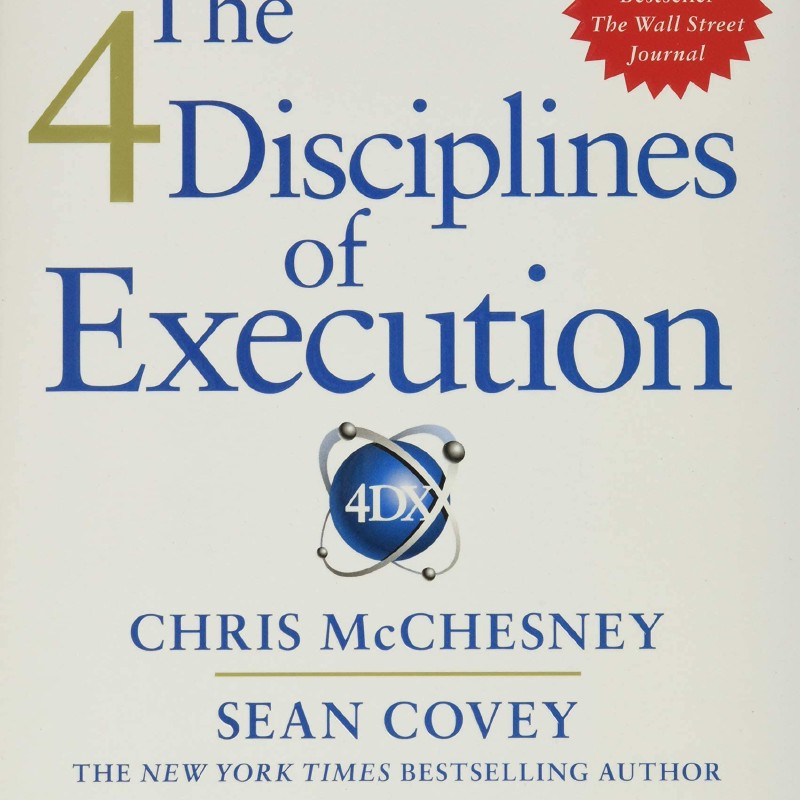 The
4 Disciplines
of
Execution
Bestseller
The Wall Street
Journal
4DX
CHRIS McCHESNEY
SEAN COVEY
THE NEW YORK TIMES BESTSELLING AUTHOR